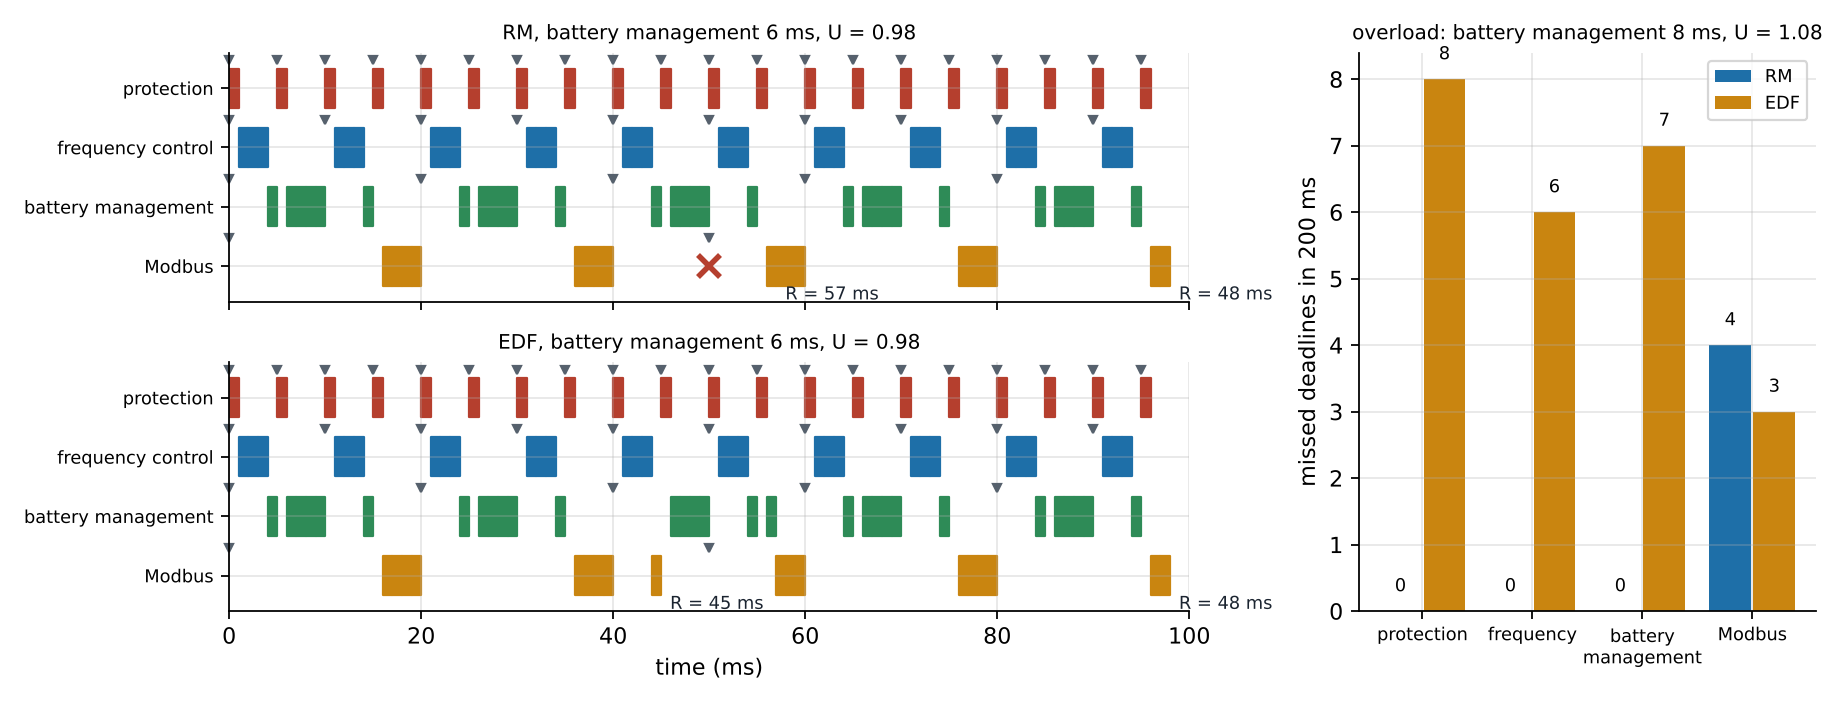 RM, battery management 6 ms, U = 0.98
protection
frequency control
battery management
Modbus
R = 57 ms
R = 48 ms
EDF, battery management 6 ms, U = 0.98
protection
frequency control
battery management
Modbus
R = 45 ms
R = 48 ms
0 20 40 60 80 100
time (ms)
overload: battery management 8 ms, U = 1.08
RM
EDF
missed deadlines in 200 ms
8
7
6
5
4
3
2
1
0
0
8
0
6
0
7
4
3
protection
frequency
battery
management
Modbus